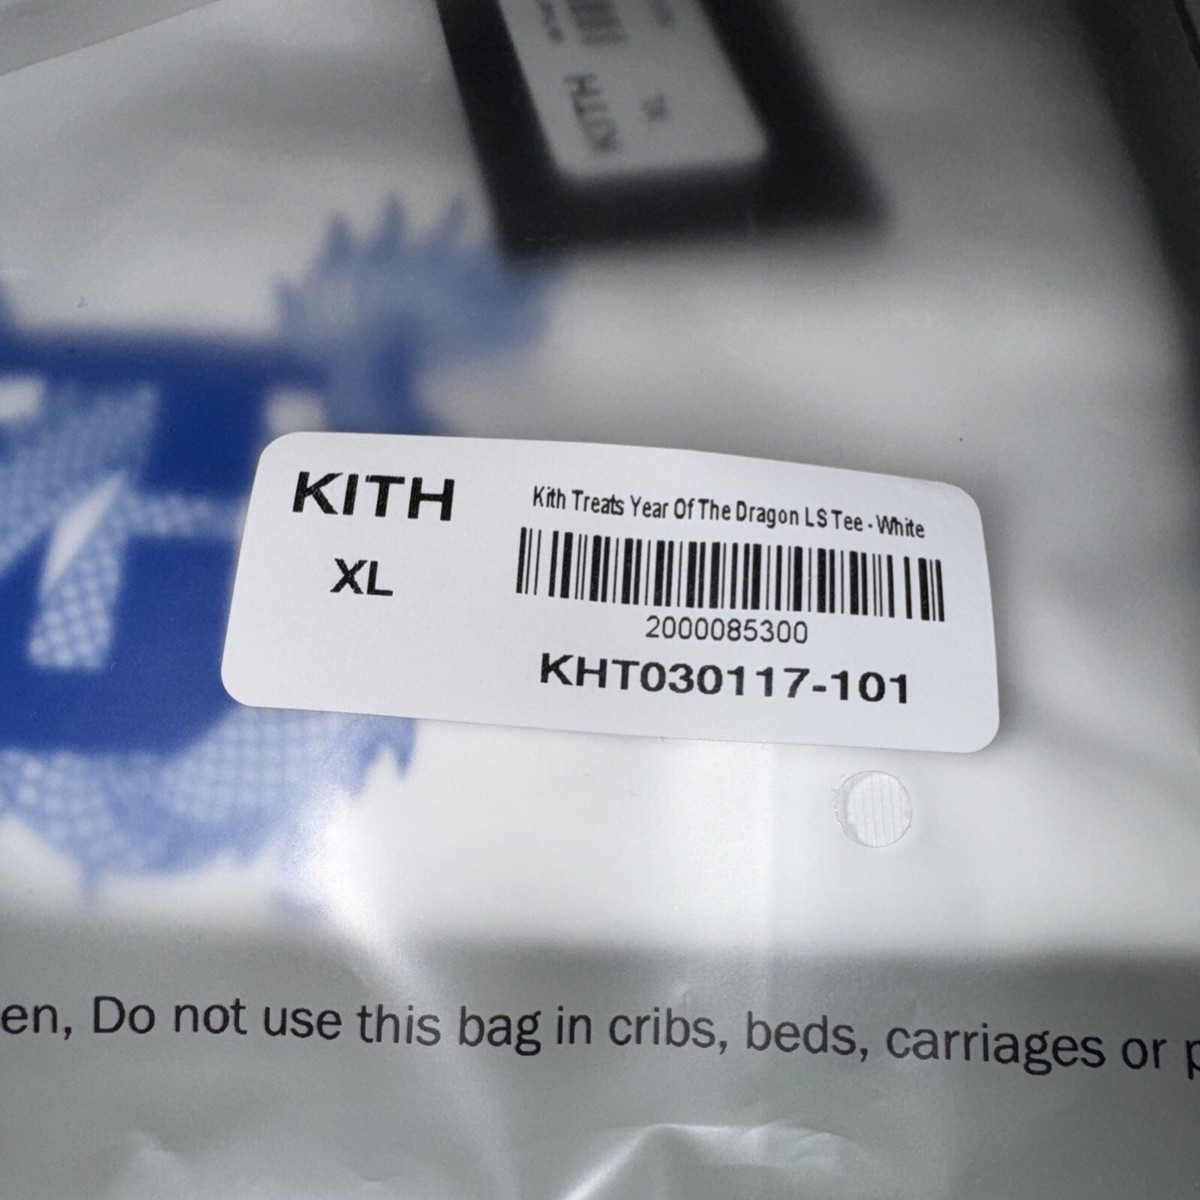 KITH
KITH
XL
Kith Treats Year Of The Dragon LS Tee - White
2000085300
KHT030117-101
en, Do not use this bag in cribs, beds, carriages or p